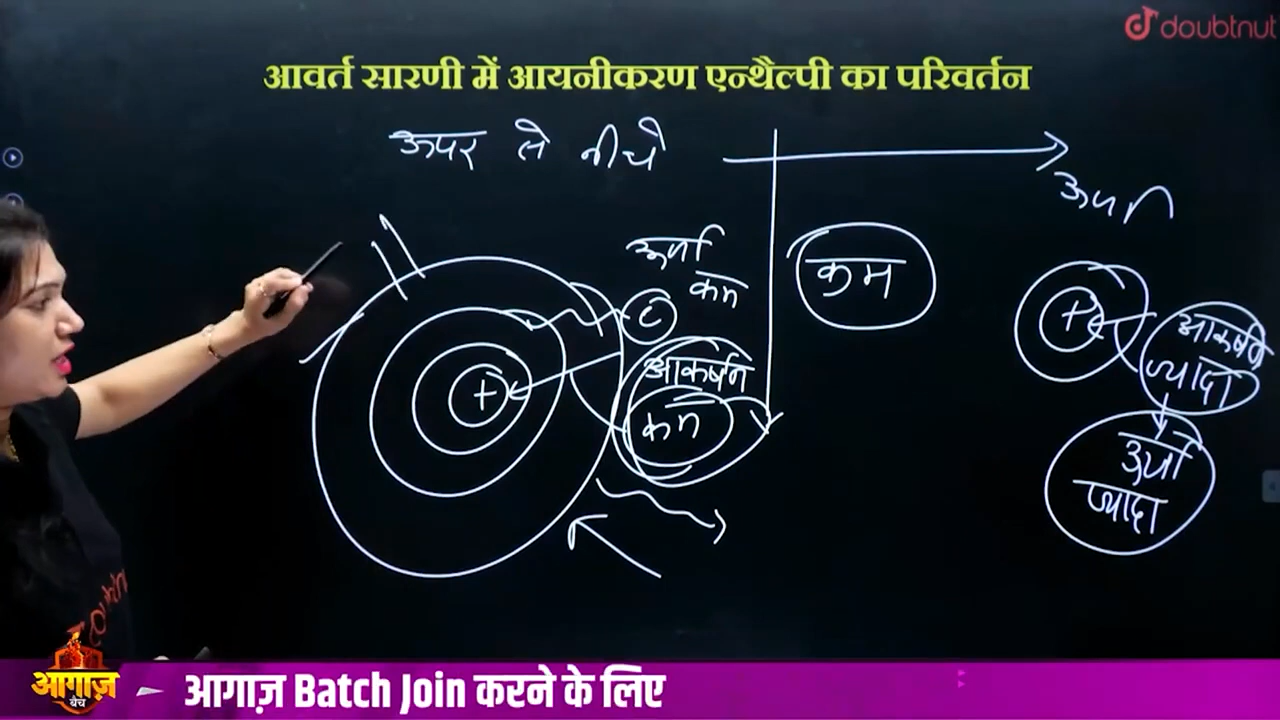 doubtnut
आवर्त सारणी में आयनीकरण एन्थैल्पी का परिवर्तन
ऊपर से नीचे
ऊर्जा
ऊर्जा
कम
कम
e
+
+
आकर्षण
ज्यादा
आकर्षण
कम
ऊर्जा
ज्यादा
आगाज़
बैच
आगाज़ Batch Join करने के लिए